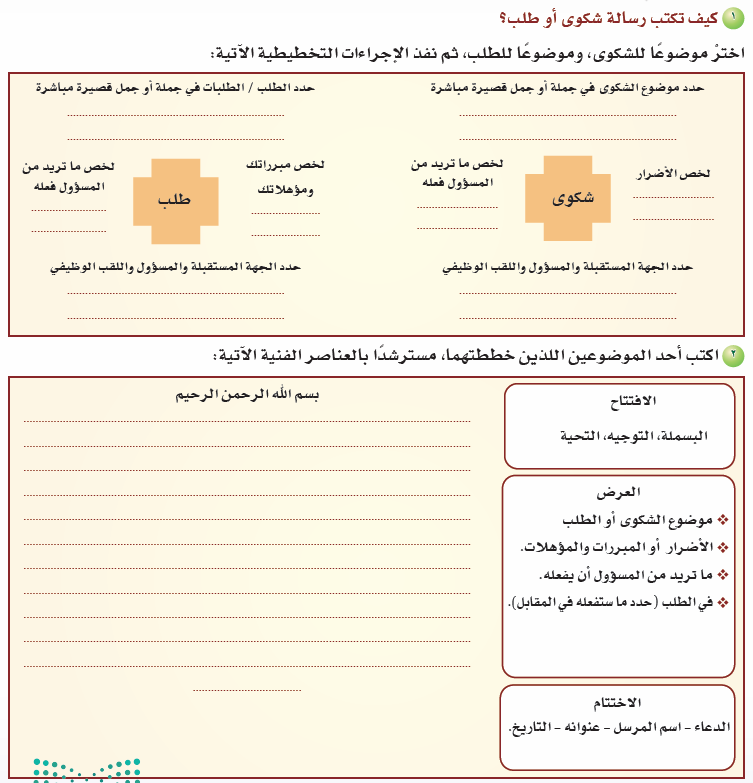 ١ كيف تكتب رسالة شكوى أو طلب؟
اخترْ موضوعًا للشكوى، وموضوعًا للطلب، ثم نفذ الإجراءات التخطيطية الآتية:
حدد موضوع الشكوى في جملة أو جمل قصيرة مباشرة
لخص الأضرار
شكوى
لخص ما تريد من
المسؤول فعله
حدد الجهة المستقبلة والمسؤول واللقب الوظيفي
حدد الطلب / الطلبات في جملة أو جمل قصيرة مباشرة
لخص مبرراتك
ومؤهلاتك
طلب
لخص ما تريد من
المسؤول فعله
حدد الجهة المستقبلة والمسؤول واللقب الوظيفي
٢ اكتب أحد الموضوعين اللذين خططتهما، مسترشدًا بالعناصر الفنية الآتية:
الافتتاح
البسملة، التوجيه، التحية
العرض
❖ موضوع الشكوى أو الطلب
❖ الأضرار أو المبررات والمؤهلات.
❖ ما تريد من المسؤول أن يفعله.
❖ في الطلب (حدد ما ستفعله في المقابل).
الاختتام
الدعاء - اسم المرسل - عنوانه - التاريخ.
بسم الله الرحمن الرحيم